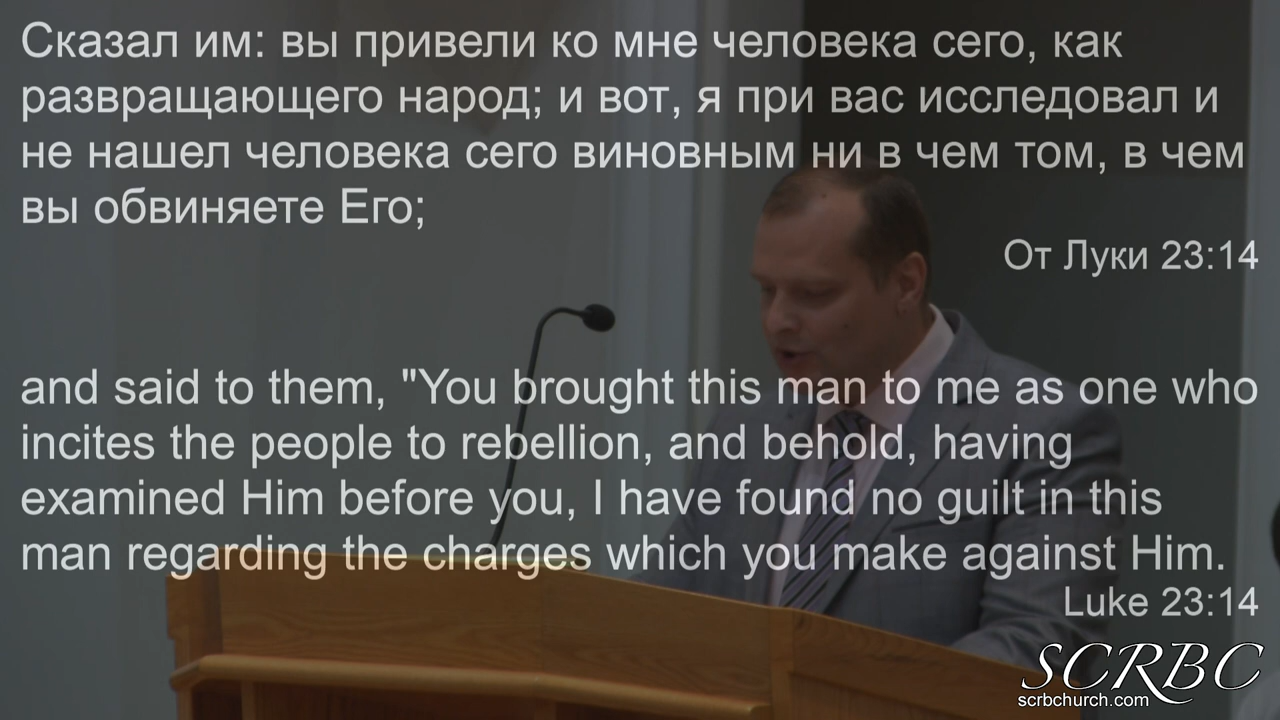 Сказал им: вы привели ко мне человека сего, как
развращающего народ; и вот, я при вас исследовал и
не нашел человека сего виновным ни в чем том, в чем
вы обвиняете Его;
От Луки 23:14
and said to them, "You brought this man to me as one who
incites the people to rebellion, and behold, having
examined Him before you, I have found no guilt in this
man regarding the charges which you make against Him.
Luke 23:14
SCRBC
scrbchurch.com